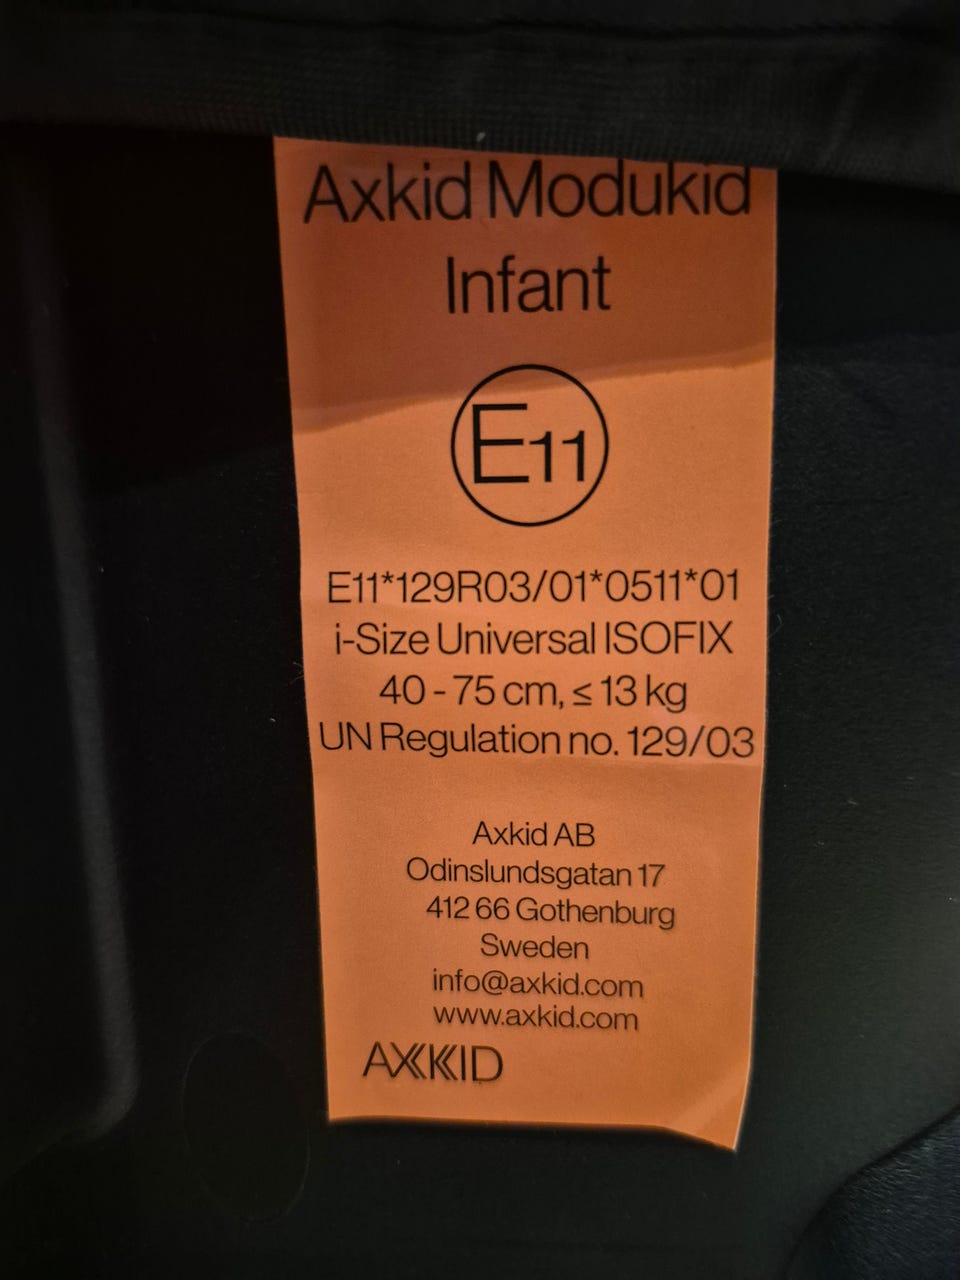 Axkid Modukid
Infant
E11
E11*129R03/01*0511*01
i-Size Universal ISOFIX
40 - 75 cm, ≤ 13 kg
UN Regulation no. 129/03
Axkid AB
Odinslundsgatan 17
412 66 Gothenburg
Sweden
info@axkid.com
www.axkid.com
AXKID